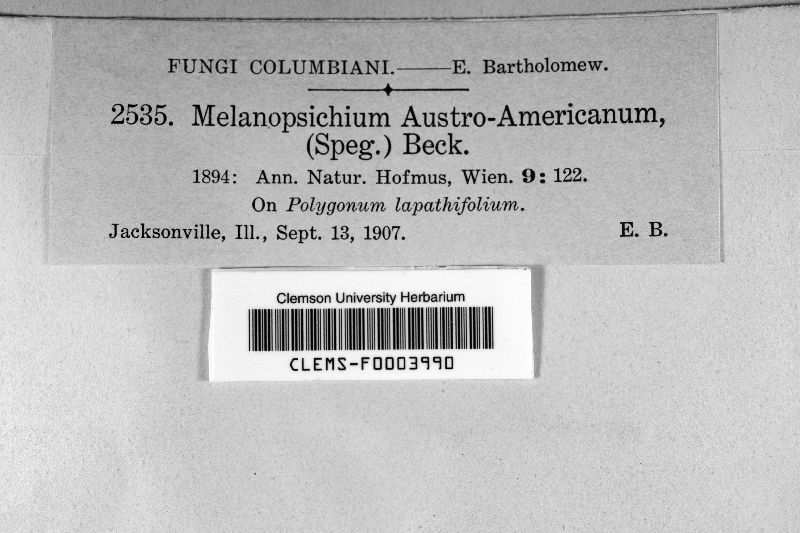 FUNGI COLUMBIANI.——E. Bartholomew.
2535. Melanopsichium Austro-Americanum,
(Speg.) Beck.
1894: Ann. Natur. Hofmus, Wien. 9: 122.
On Polygonum lapathifolium.
Jacksonville, Ill., Sept. 13, 1907. E. B.
Clemson University Herbarium
CLEMS-F0003990